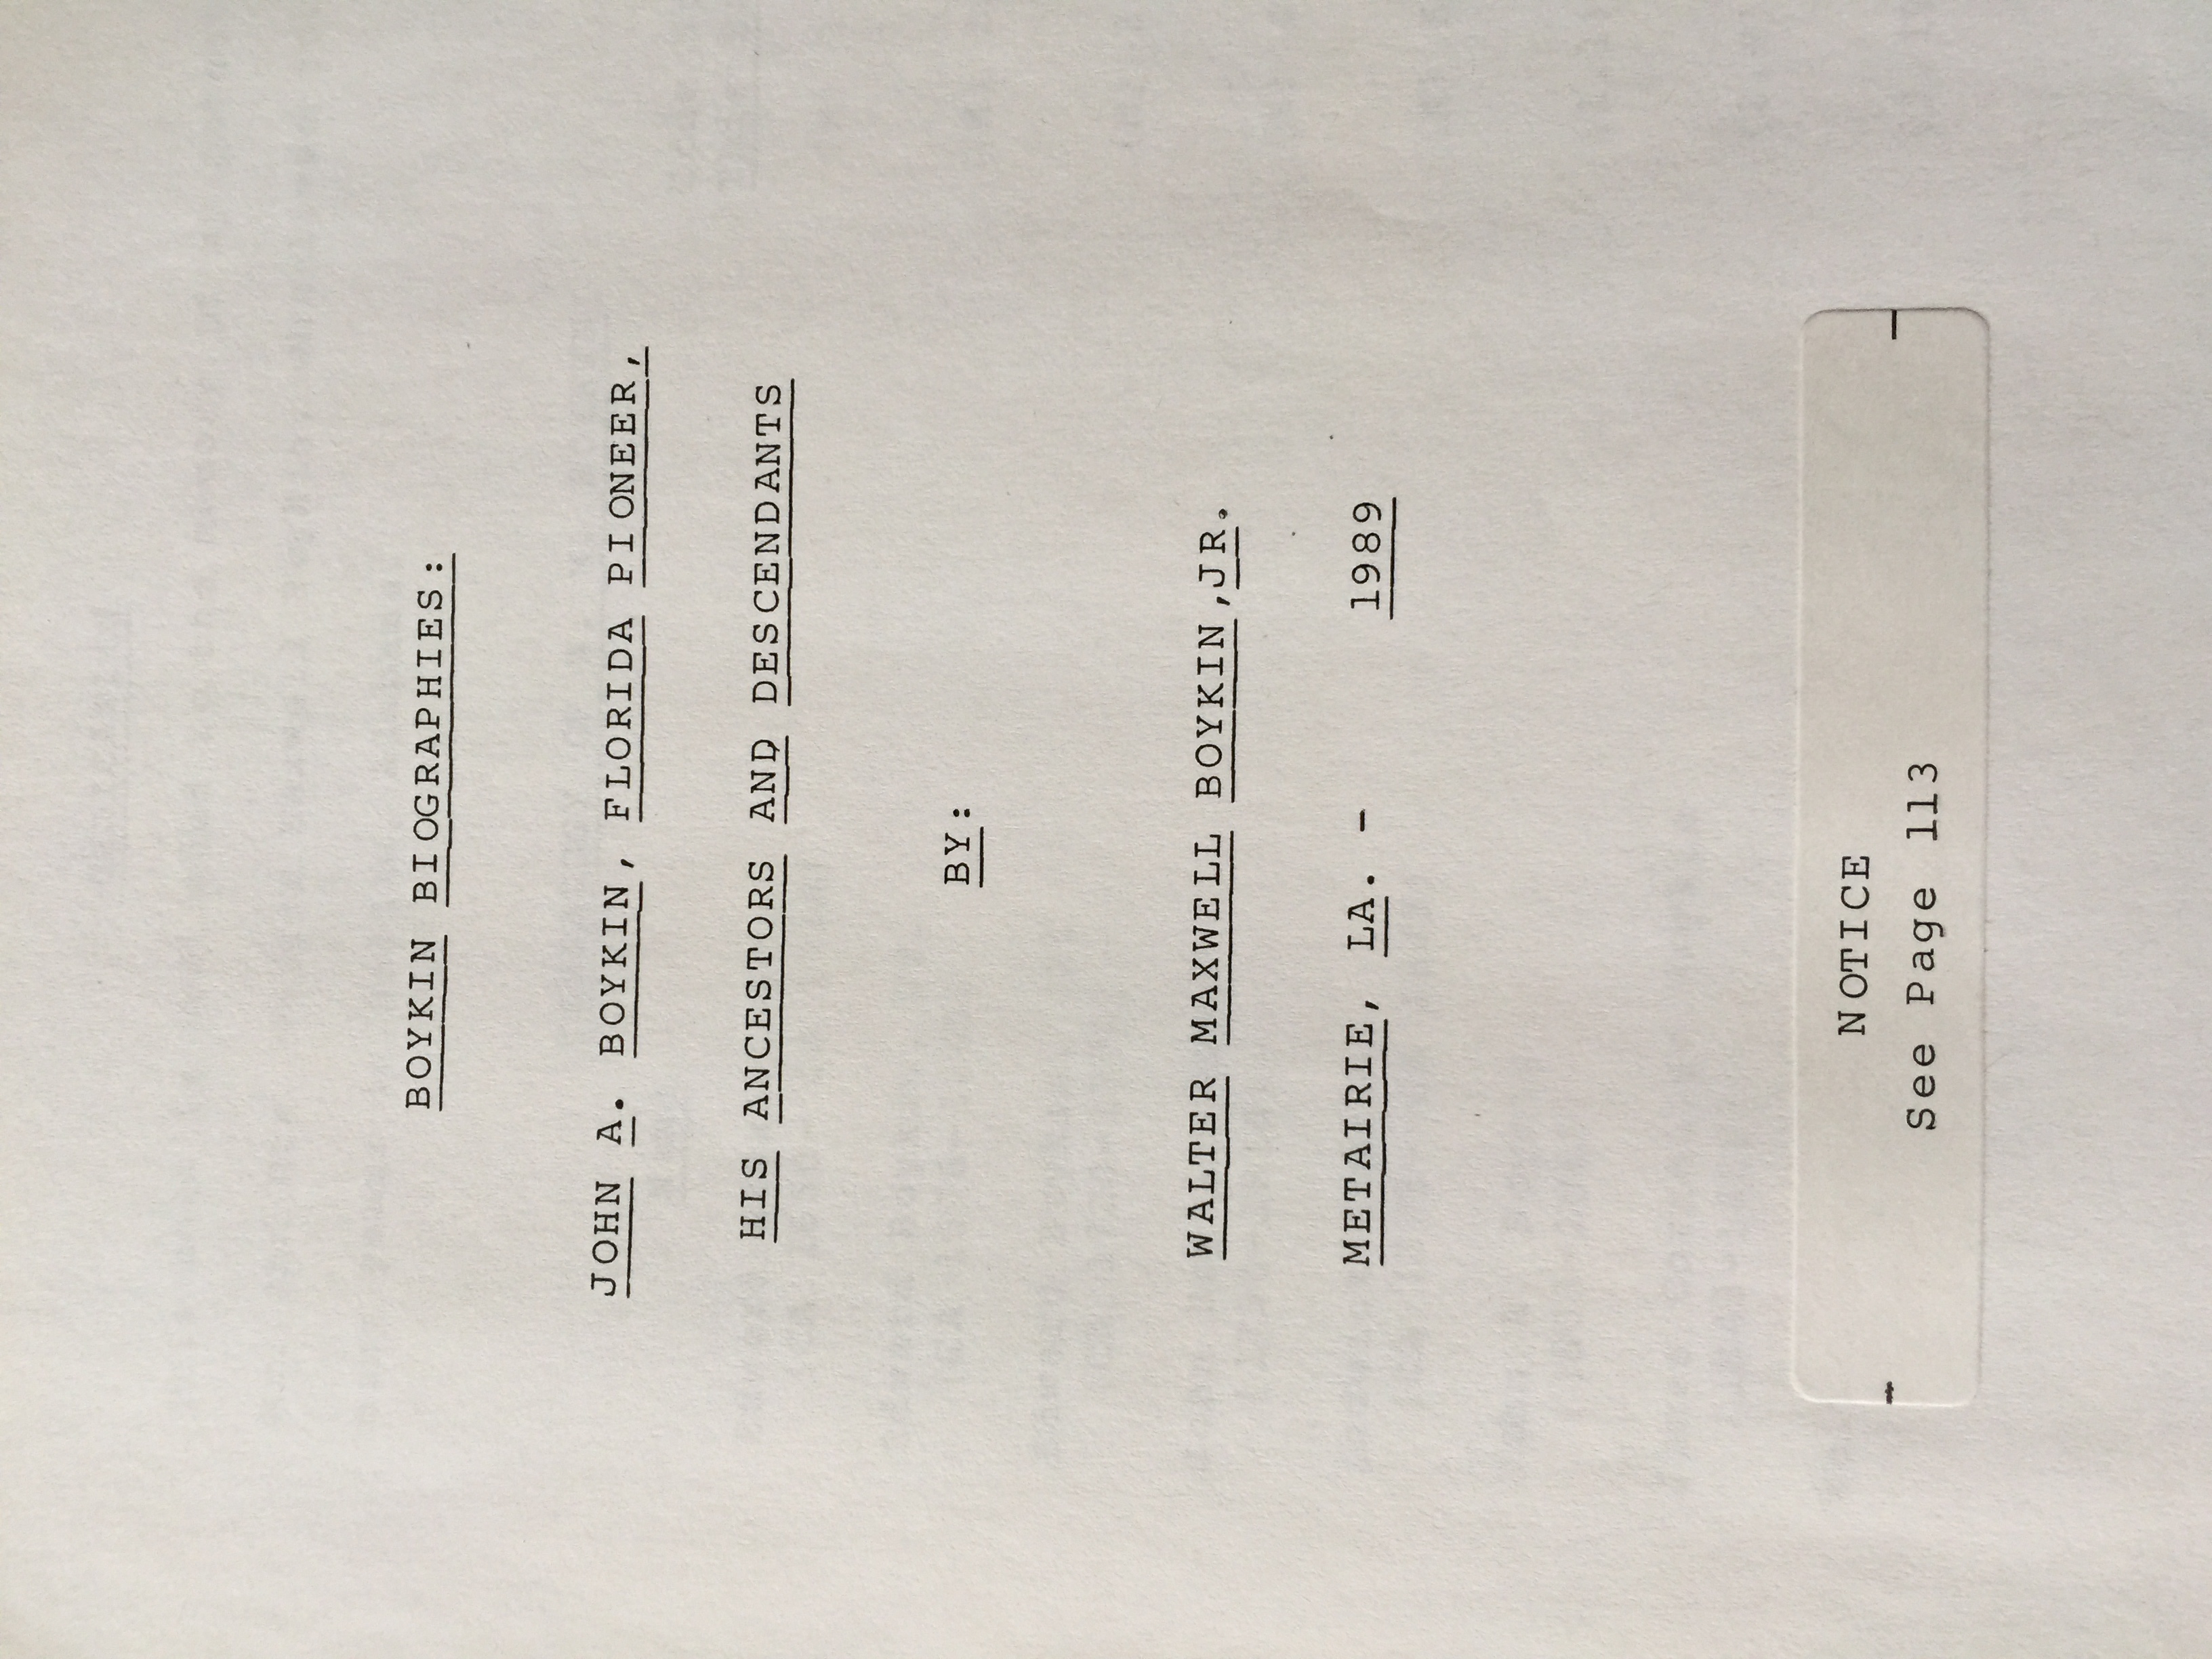 BOYKIN BIOGRAPHIES:
JOHN A. BOYKIN, FLORIDA PIONEER,
HIS ANCESTORS AND DESCENDANTS
BY:
WALTER MAXWELL BOYKIN,JR.
METAIRIE, LA. - 1989
NOTICE
See Page 113